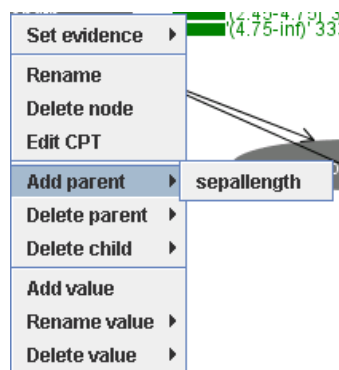 '(4.75-inf)' 333
Set evidence
Rename
Delete node
Edit CPT
Add parent
sepallength
Delete parent
Delete child
Add value
Rename value
Delete value